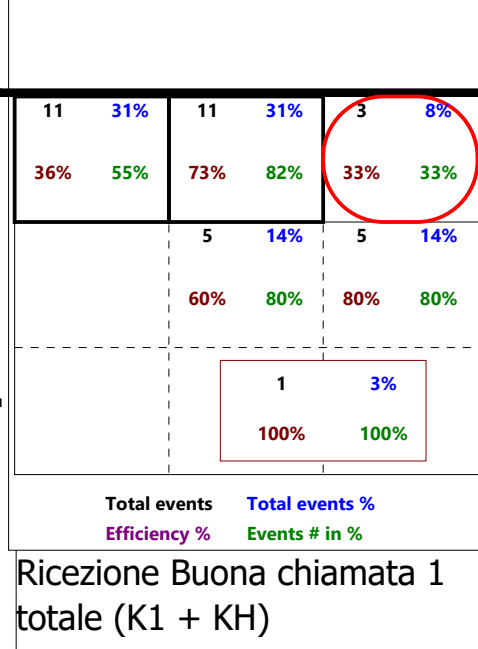 11 31% 11 31% 3 8%
36% 55% 73% 82% 33% 33%
5 14% 5 14%
60% 80% 80% 80%
1 3%
100% 100%
Total events Total events %
Efficiency % Events # in %
Ricezione Buona chiamata 1
totale (K1 + KH)